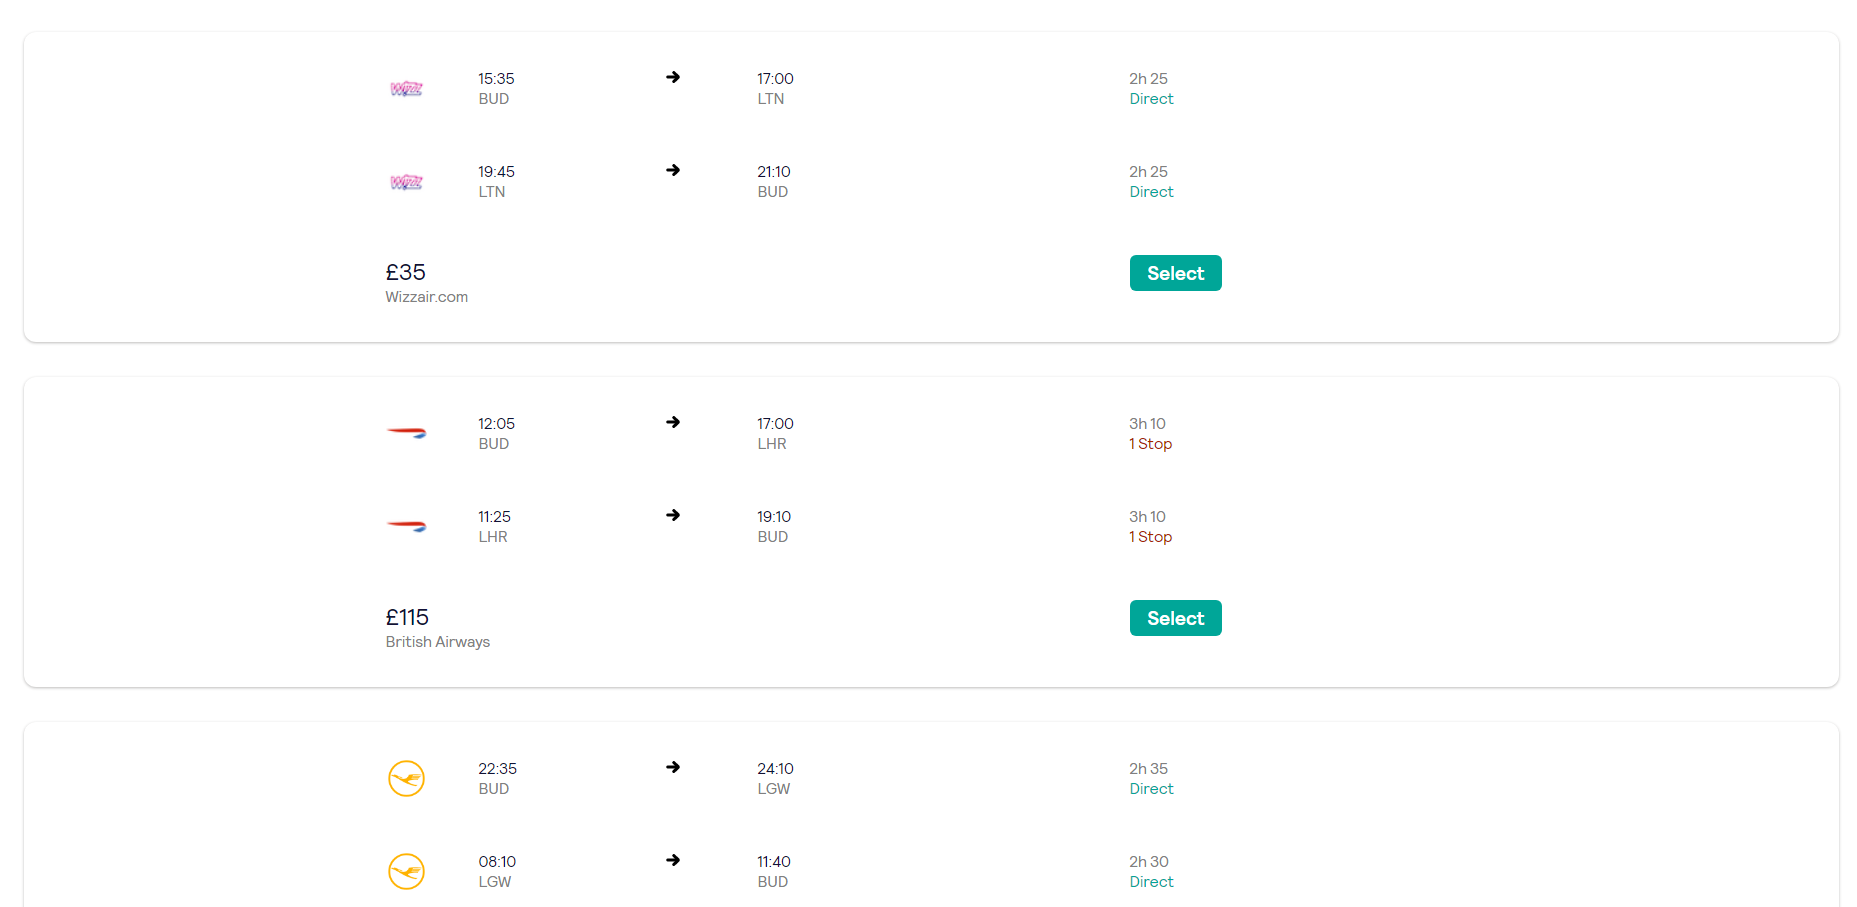 WIZZ 15:35 17:00 2h 25
BUD LTN Direct
WIZZ 19:45 21:10 2h 25
LTN BUD Direct
£35 Select
Wizzair.com
12:05 17:00 3h 10
BUD LHR 1 Stop
11:25 19:10 3h 10
LHR BUD 1 Stop
£115 Select
British Airways
22:35 24:10 2h 35
BUD LGW Direct
08:10 11:40 2h 30
LGW BUD Direct